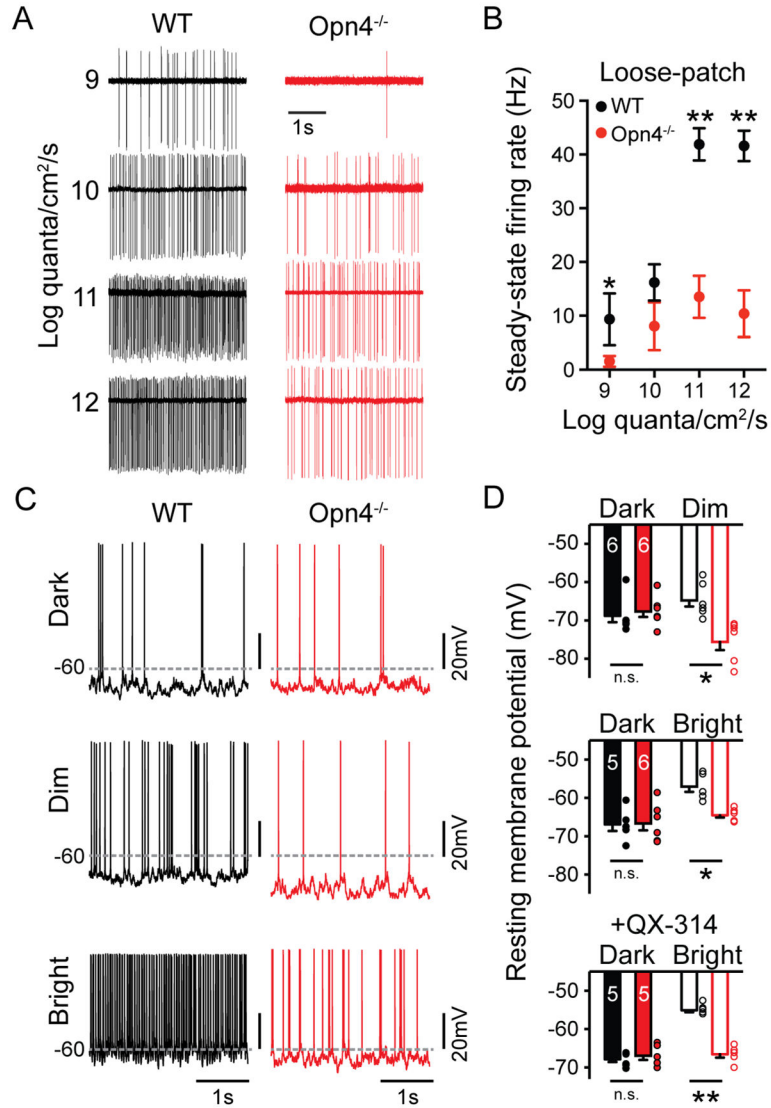 A
WT
Opn4-/-
9
1s
10
11
12
Log quanta/cm2/s
B
Loose-patch
WT
Opn4-/-
50
40
30
20
10
0
*
**
**
9 10 11 12
Steady-state firing rate (Hz)
Log quanta/cm2/s
C
WT
Opn4-/-
Dark
-60
20mV
20mV
Dim
-60
20mV
20mV
Bright
-60
20mV
20mV
1s
1s
D
Resting membrane potential (mV)
Dark Dim
-50
-60
-70
-80
6 6
n.s.
*
Dark Bright
-50
-60
-70
-80
5 6
n.s.
*
+QX-314
Dark Bright
-50
-60
-70
5 5
n.s.
**